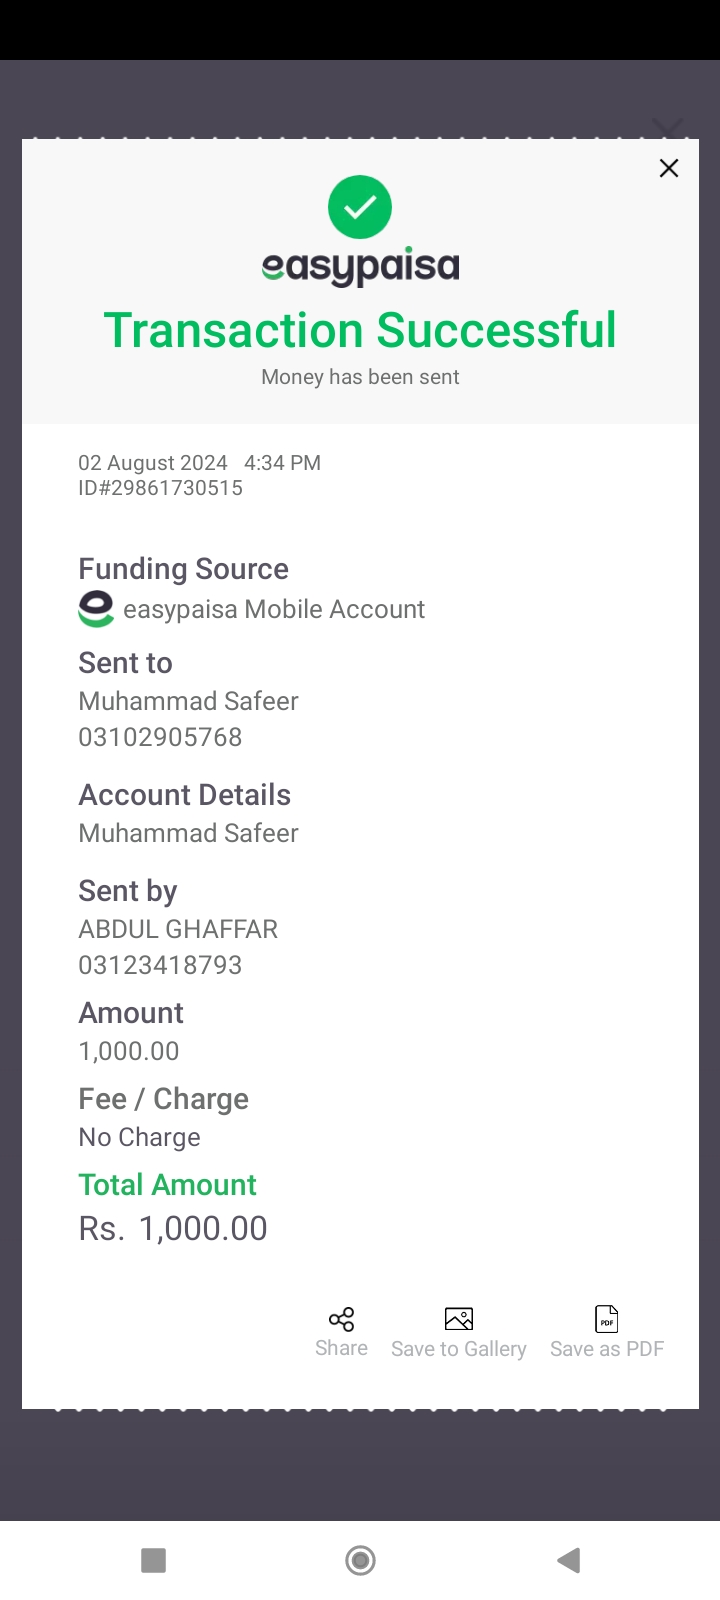 easypaisa
Transaction Successful
Money has been sent
02 August 2024 4:34 PM
ID#29861730515
Funding Source
easypaisa Mobile Account
Sent to
Muhammad Safeer
03102905768
Account Details
Muhammad Safeer
Sent by
ABDUL GHAFFAR
03123418793
Amount
1,000.00
Fee / Charge
No Charge
Total Amount
Rs. 1,000.00
PDF
Share Save to Gallery Save as PDF